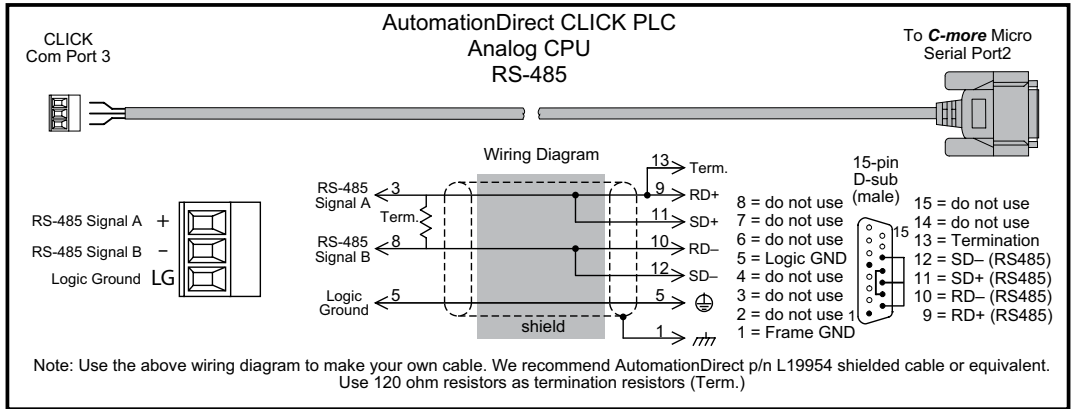 AutomationDirect CLICK PLC
Analog CPU
RS-485
CLICK
Com Port 3
To C-more Micro
Serial Port2
Wiring Diagram
RS-485
Signal A
3
Term.
RS-485
Signal B
8
Logic
Ground
5
shield
13
Term.
9
RD+
11
SD+
10
RD–
12
SD–
5
1
RS-485 Signal A +
RS-485 Signal B –
Logic Ground LG
8 = do not use
7 = do not use
6 = do not use
5 = Logic GND
4 = do not use
3 = do not use
2 = do not use
1 = Frame GND
15-pin
D-sub
(male)
15
1
15 = do not use
14 = do not use
13 = Termination
12 = SD– (RS485)
11 = SD+ (RS485)
10 = RD– (RS485)
9 = RD+ (RS485)
Note: Use the above wiring diagram to make your own cable. We recommend AutomationDirect p/n L19954 shielded cable or equivalent.
Use 120 ohm resistors as termination resistors (Term.)